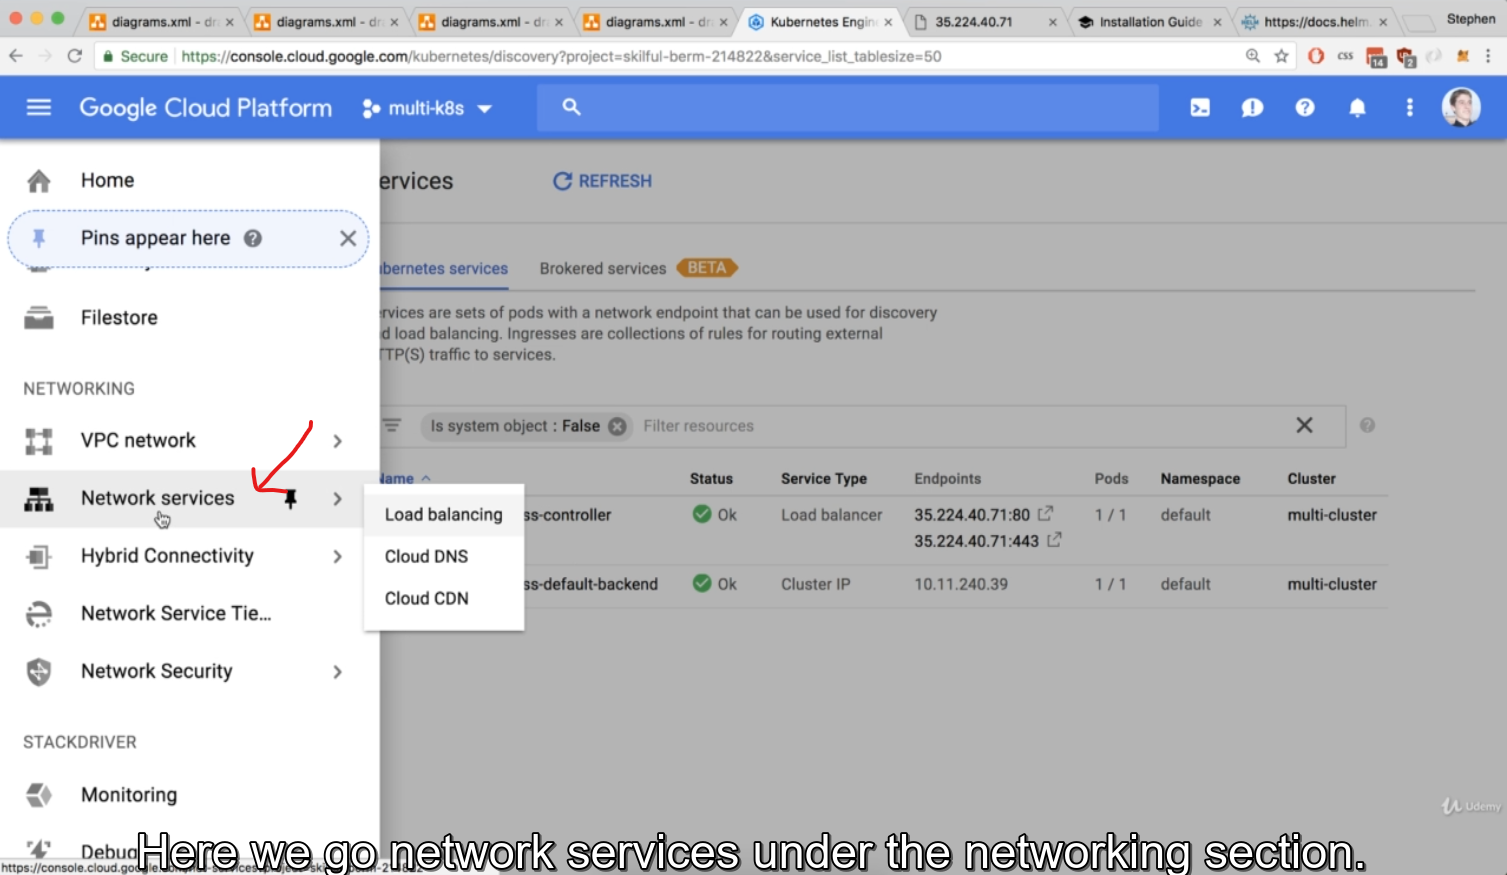 diagrams.xml - dr
diagrams.xml - dr
diagrams.xml - dr
diagrams.xml - dr
Kubernetes Engin
35.224.40.71
Installation Guide
https://docs.helm.
Stephen
Secure
https://console.cloud.google.com/kubernetes/discovery?project=skilful-berm-214822&service_list_tablesize=50
css
14
2
Google Cloud Platform
multi-k8s
Home
ervices
REFRESH
Pins appear here
bernetes services
Brokered services
BETA
Filestore
rvices are sets of pods with a network endpoint that can be used for discovery
d load balancing. Ingresses are collections of rules for routing external
TTP(S) traffic to services.
NETWORKING
VPC network
Is system object : False
Filter resources
Network services
Name
Status
Service Type
Endpoints
Pods
Namespace
Cluster
Load balancing
ss-controller
Ok
Load balancer
35.224.40.71:80
1 / 1
default
multi-cluster
35.224.40.71:443
Hybrid Connectivity
Cloud DNS
ss-default-backend
Ok
Cluster IP
10.11.240.39
1 / 1
default
multi-cluster
Cloud CDN
Network Service Tie...
Network Security
STACKDRIVER
Monitoring
Udemy
Debug
Here we go network services under the networking section.